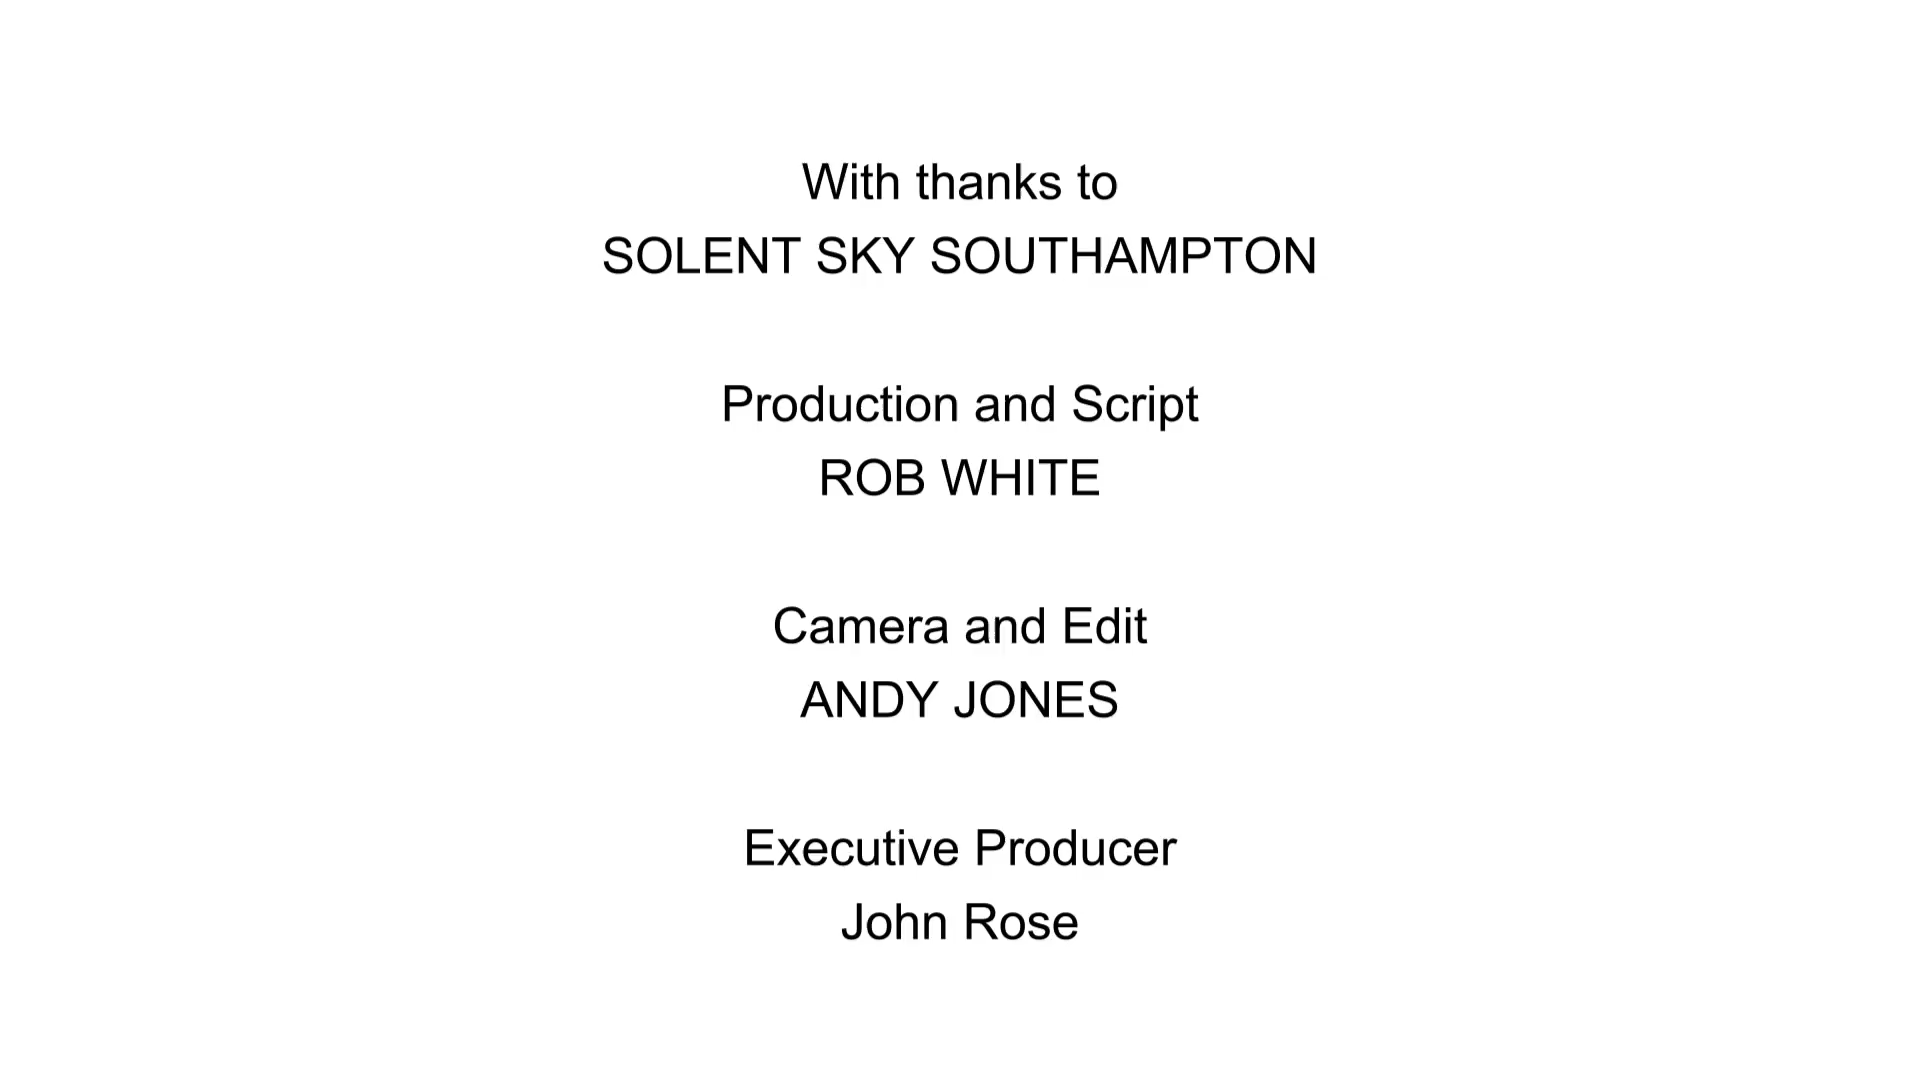 With thanks to
SOLENT SKY SOUTHAMPTON
Production and Script
ROB WHITE
Camera and Edit
ANDY JONES
Executive Producer
John Rose